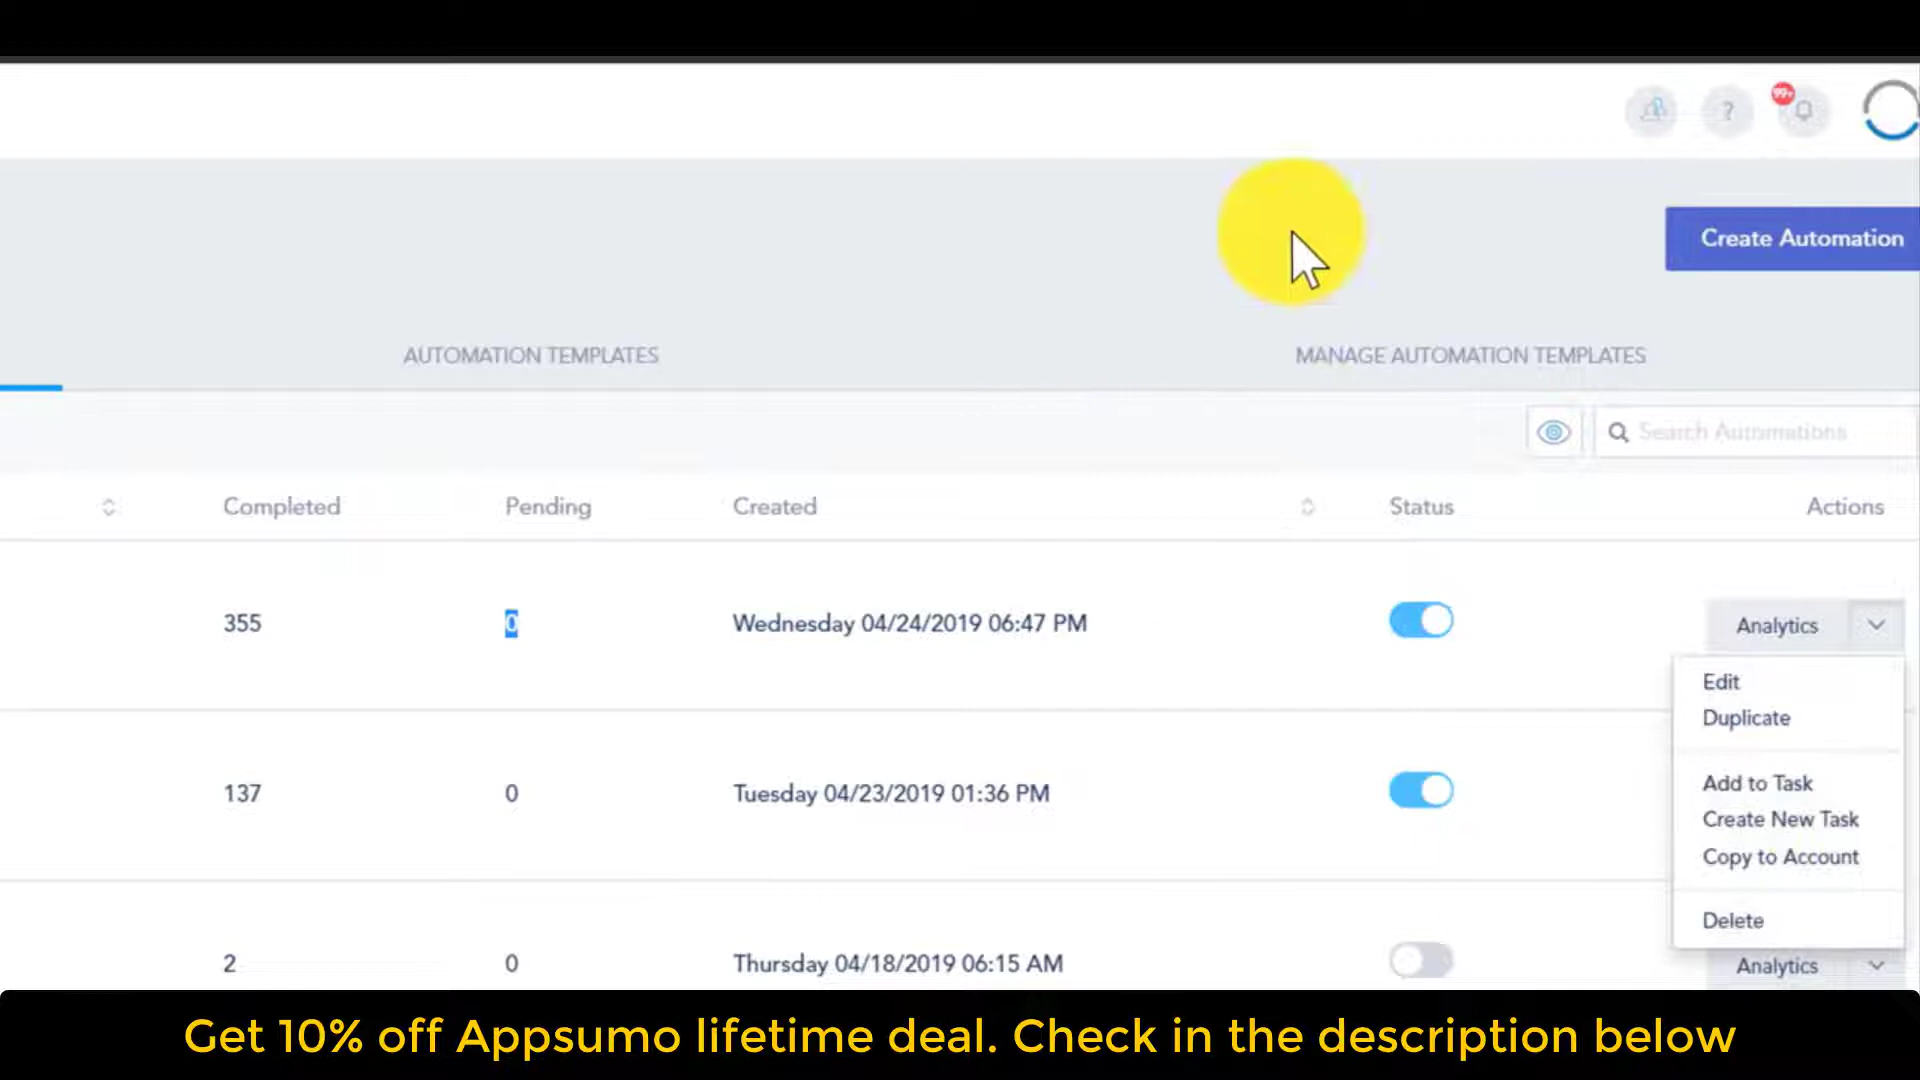 99+
?
Create Automation
AUTOMATION TEMPLATES MANAGE AUTOMATION TEMPLATES
Search Automations
Completed Pending Created Status Actions
355 0 Wednesday 04/24/2019 06:47 PM Analytics
Edit
Duplicate
137 0 Tuesday 04/23/2019 01:36 PM
Add to Task
Create New Task
Copy to Account
Delete
2 0 Thursday 04/18/2019 06:15 AM Analytics
Get 10% off Appsumo lifetime deal. Check in the description below